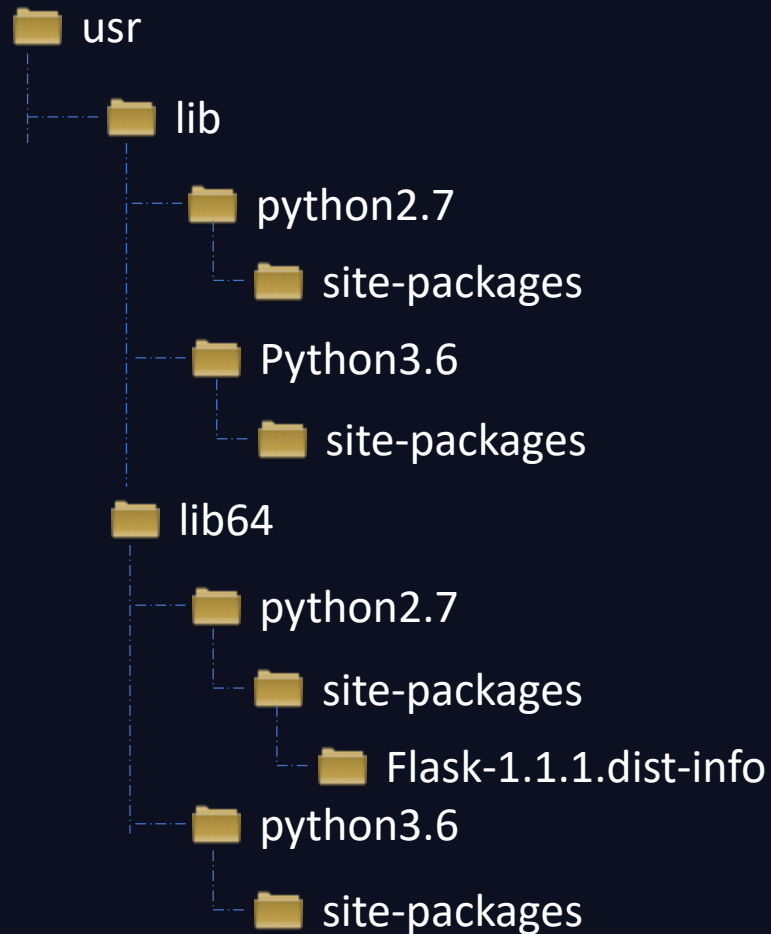 usr
lib
python2.7
site-packages
Python3.6
site-packages
lib64
python2.7
site-packages
Flask-1.1.1.dist-info
python3.6
site-packages